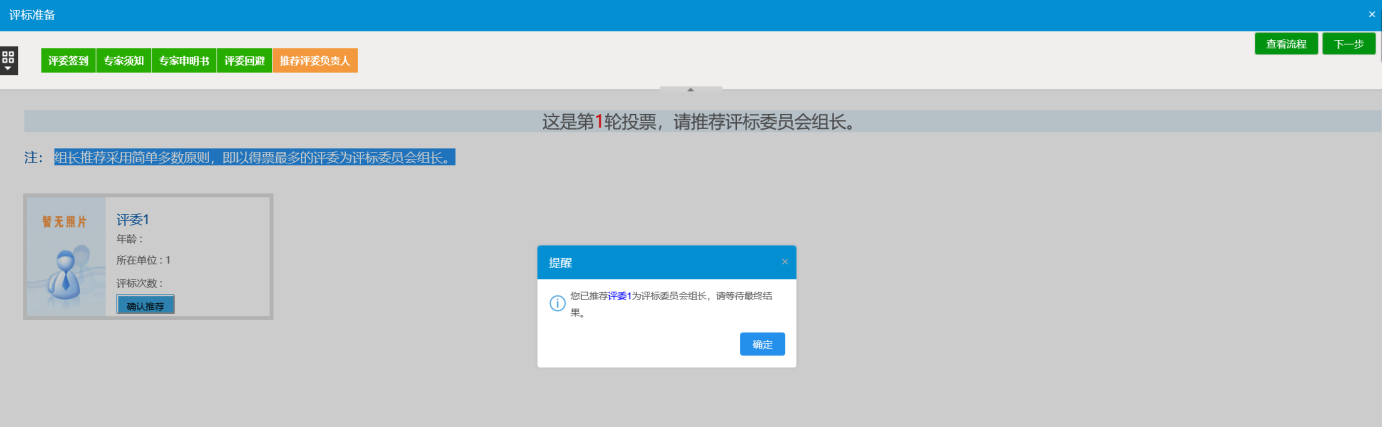 评标准备
×
查看流程 下一步
评委签到 专家须知 专家申明书 评委回避 推荐评委负责人
这是第1轮投票，请推荐评标委员会组长。
注： 组长推荐采用简单多数原则，即以得票最多的评委为评标委员会组长。
暂无照片
评委1
年龄：
所在单位：1
评标次数：
确认推荐
提醒
×
您已推荐评委1为评标委员会组长，请等待最终结
果。
确定